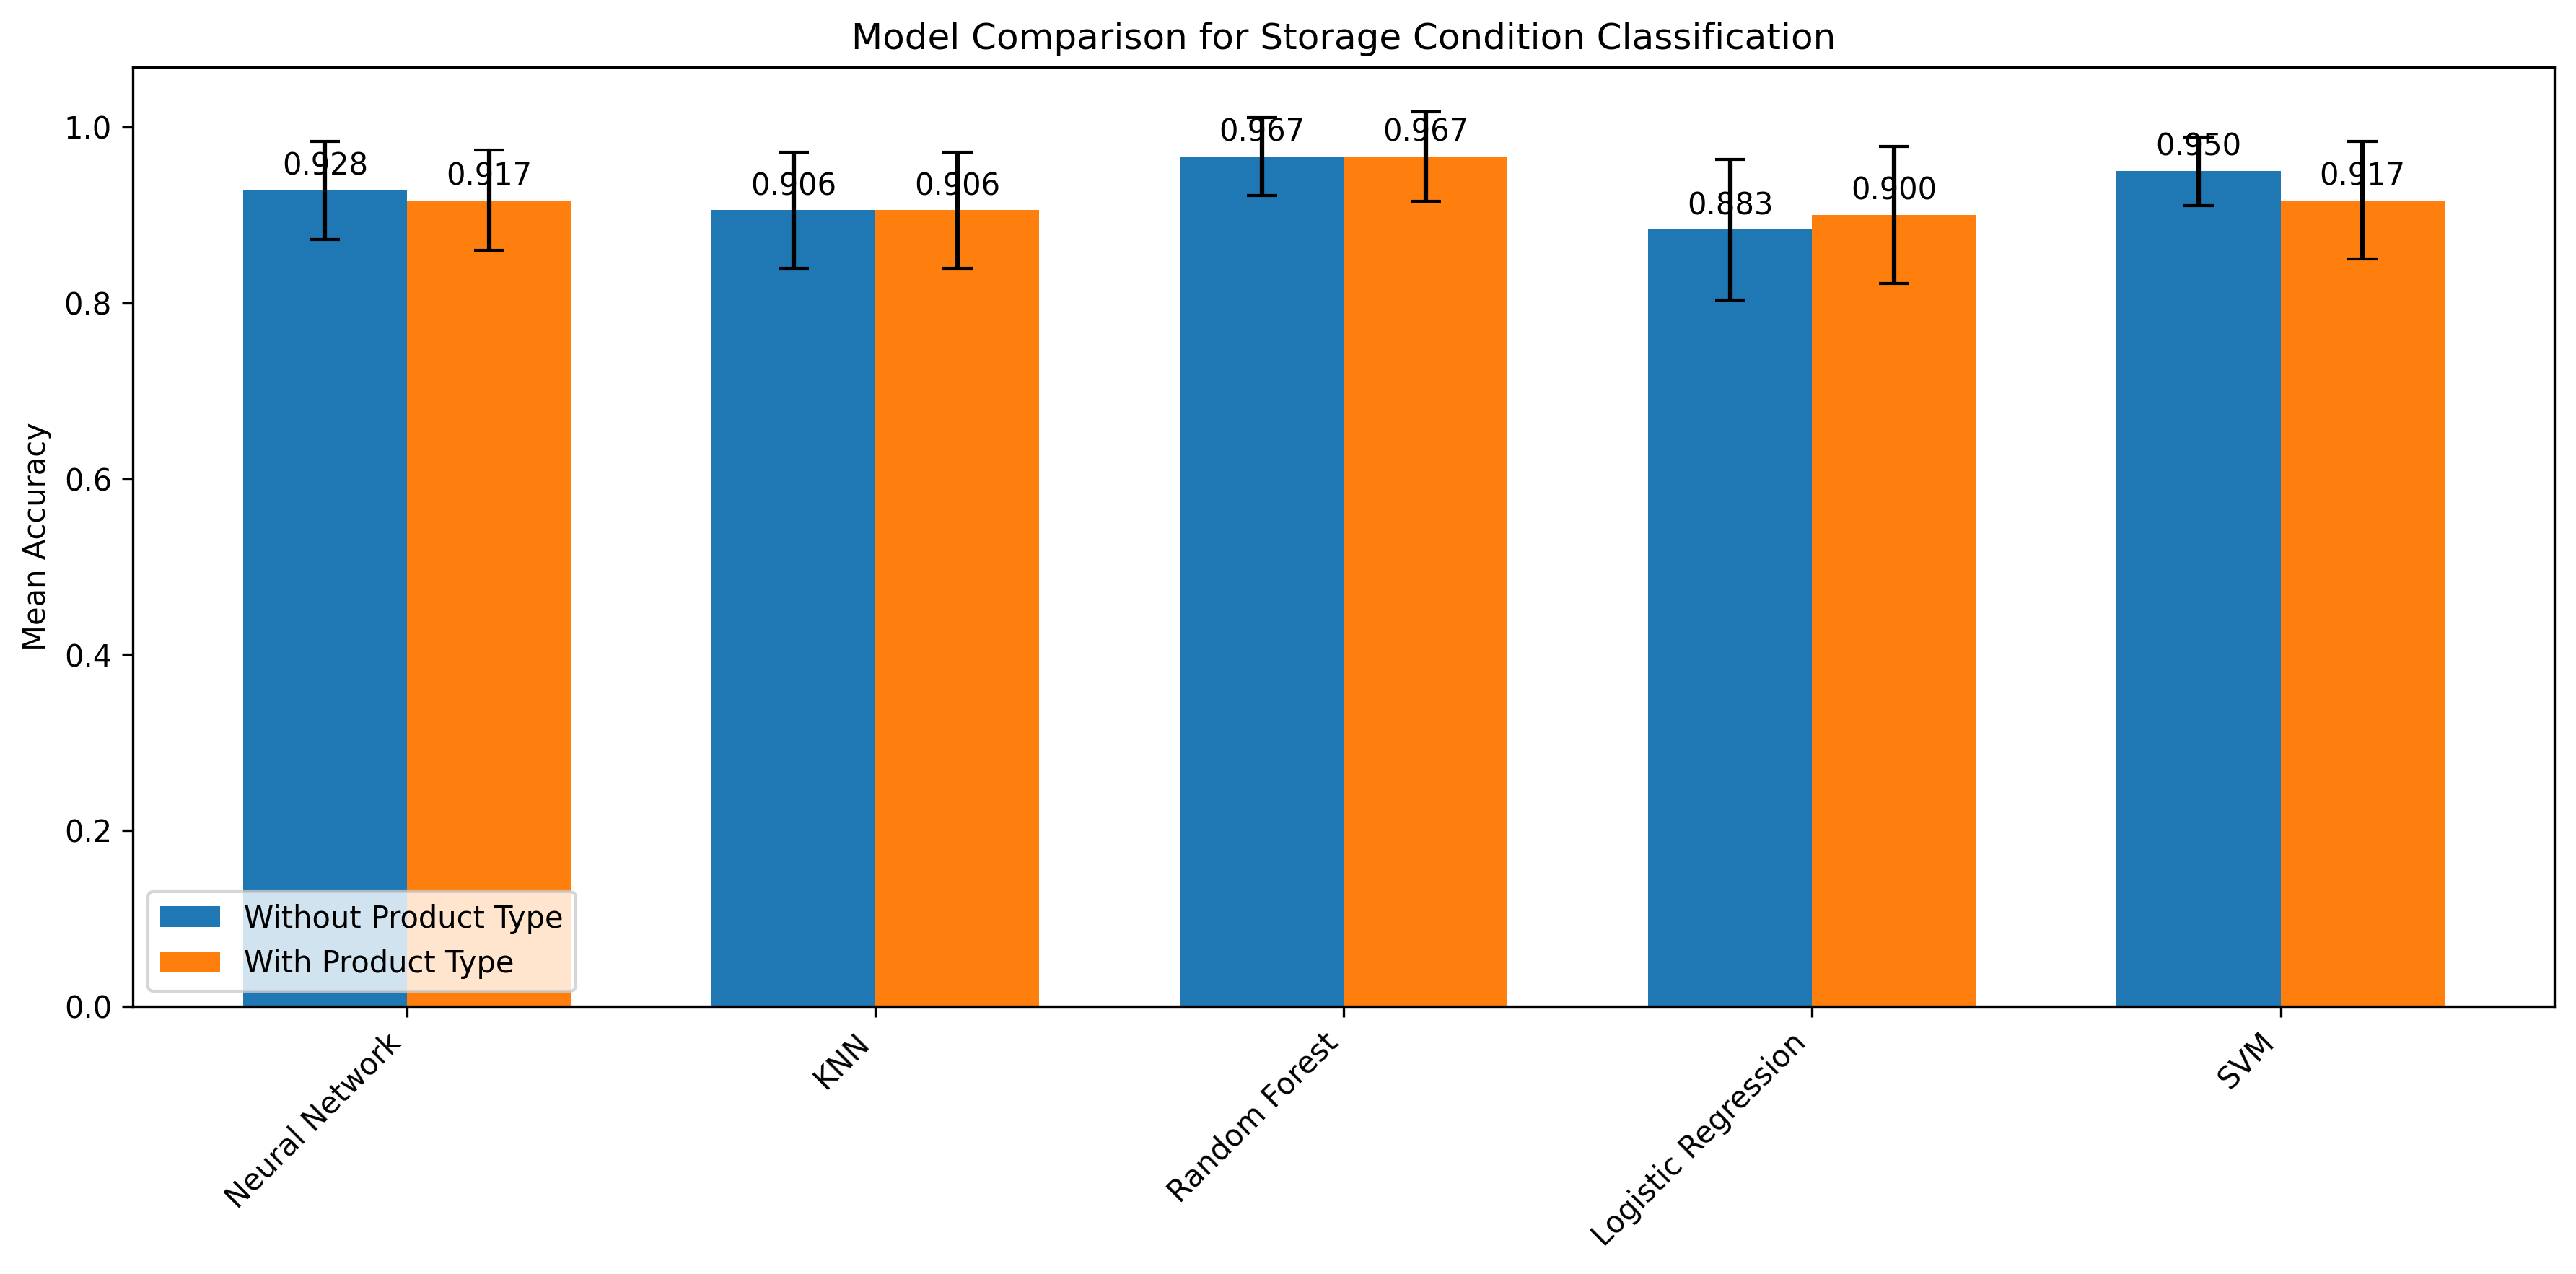 Model Comparison for Storage Condition Classification
Mean Accuracy
1.0
0.8
0.6
0.4
0.2
0.0
0.928
0.917
0.906
0.906
0.967
0.967
0.883
0.900
0.950
0.917
Without Product Type
With Product Type
Neural Network
KNN
Random Forest
Logistic Regression
SVM